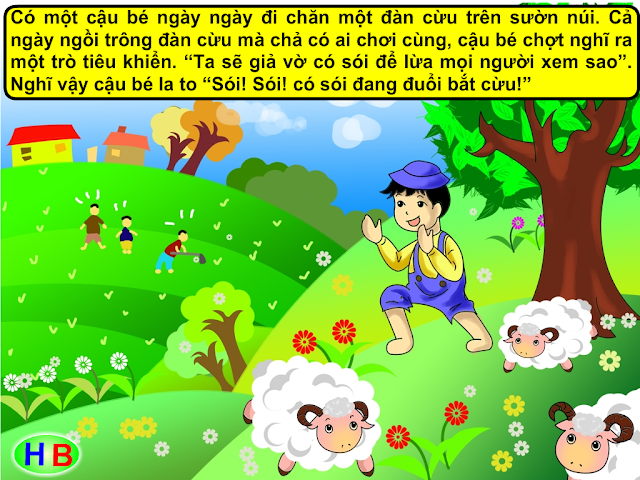 Có một cậu bé ngày ngày đi chăn một đàn cừu trên sườn núi. Cả
ngày ngồi trông đàn cừu mà chả có ai chơi cùng, cậu bé chợt nghĩ ra
một trò tiêu khiển. “Ta sẽ giả vờ có sói để lừa mọi người xem sao”.
Nghĩ vậy cậu bé la to “Sói! Sói! có sói đang đuổi bắt cừu!”
H B